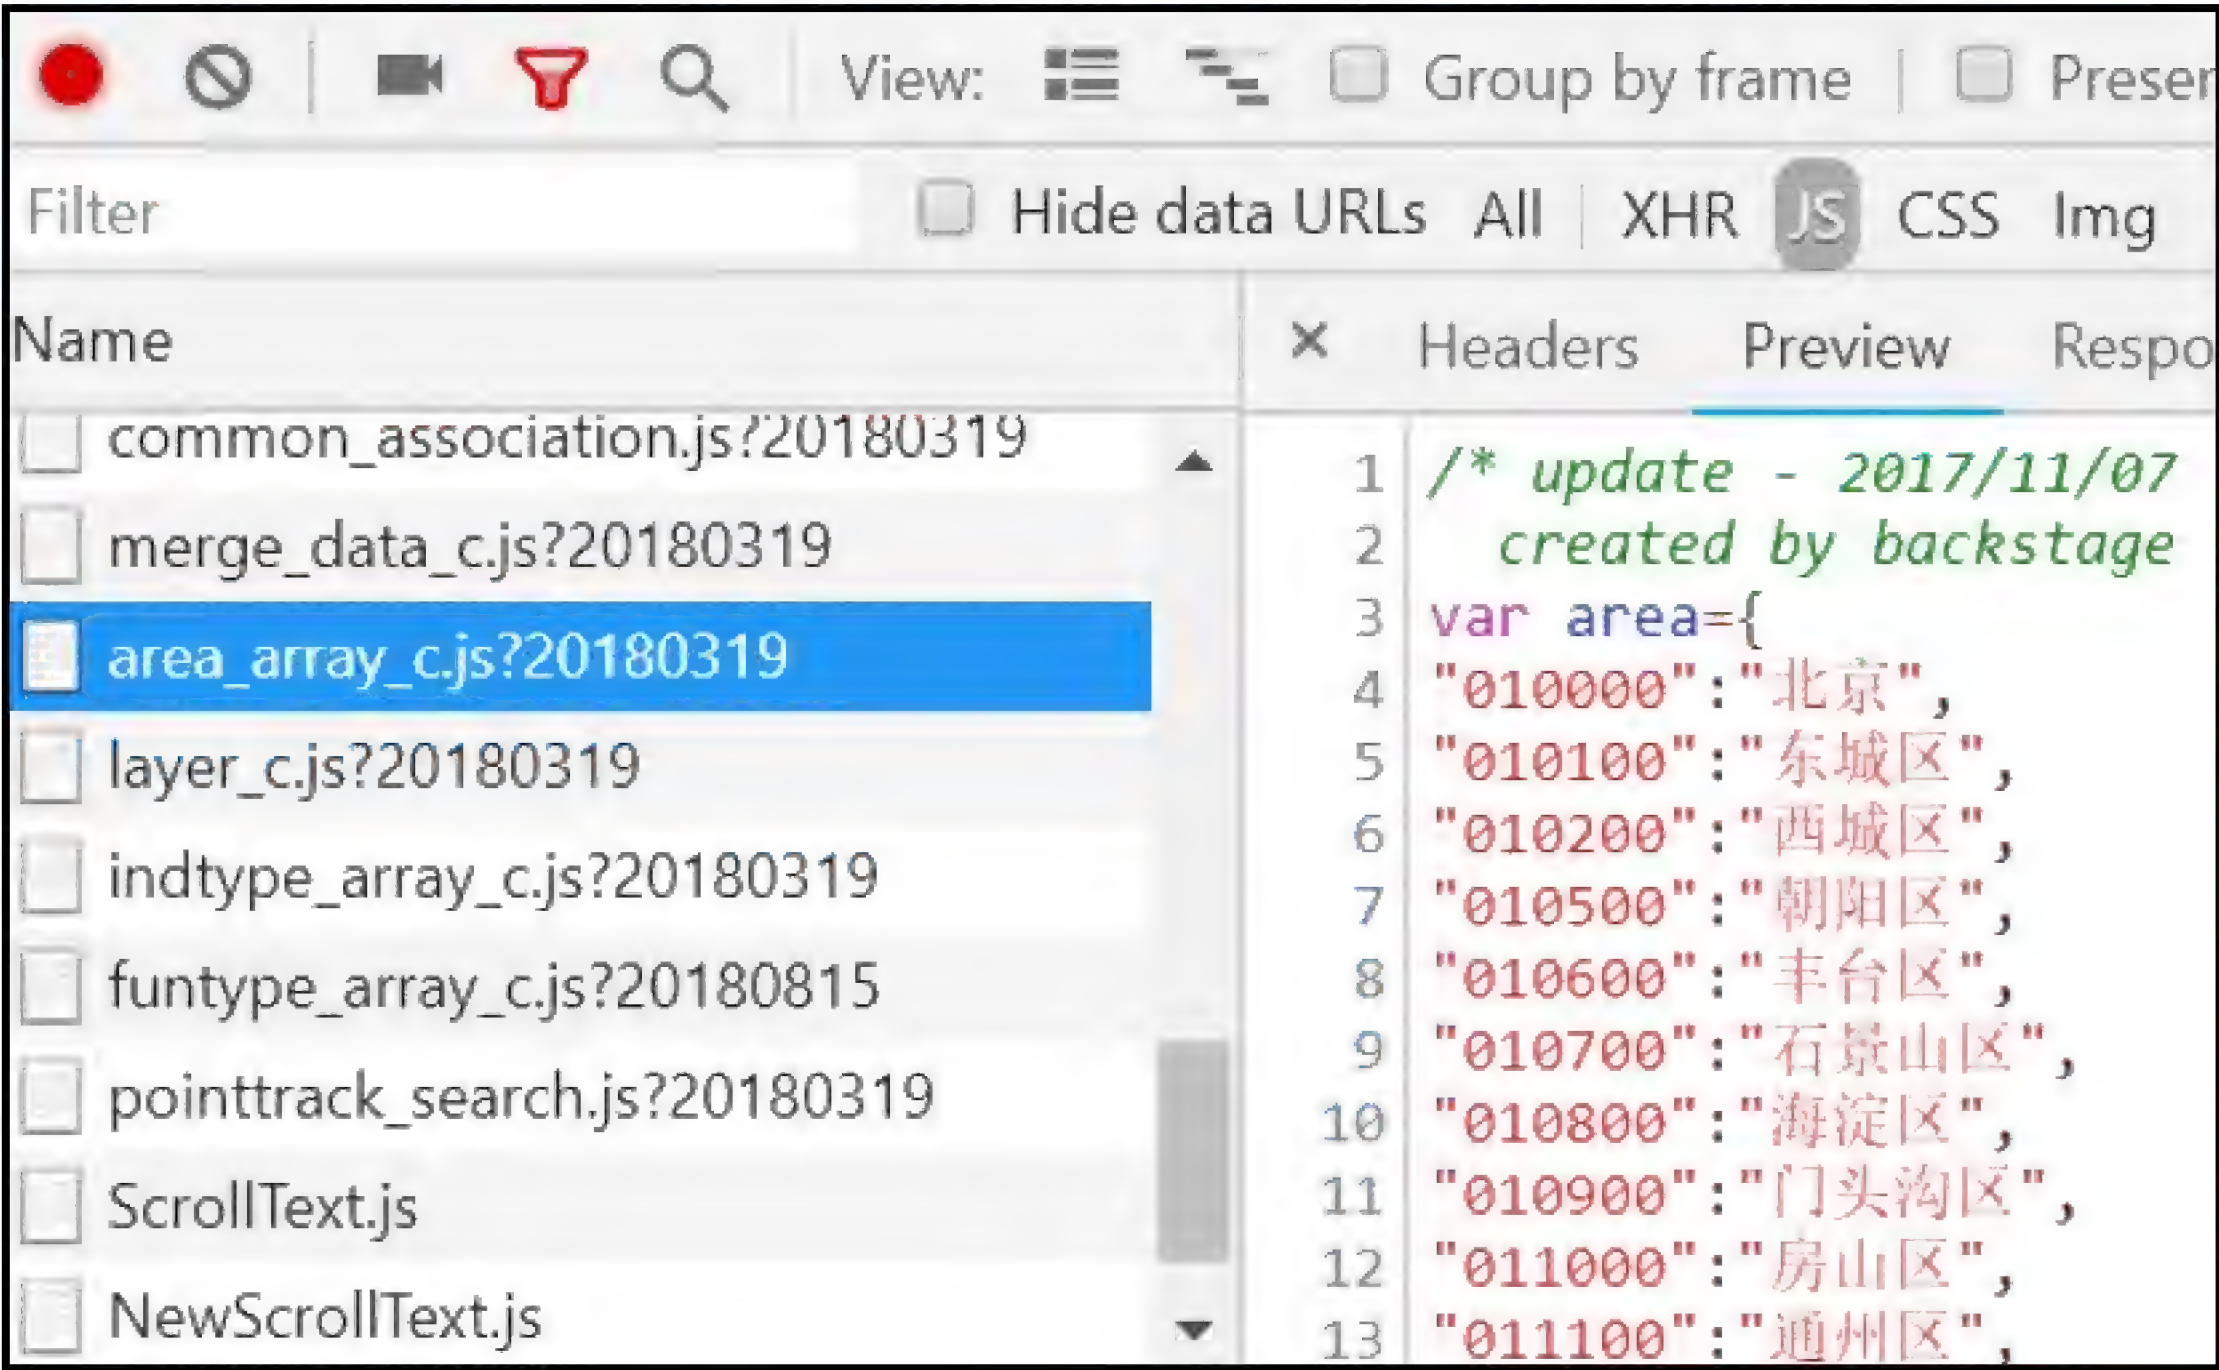 View: Group by frame Preser
Filter Hide data URLs All XHR JS CSS Img
Name
common_association.js?20180319
merge_data_c.js?20180319
area_array_c.js?20180319
layer_c.js?20180319
indtype_array_c.js?20180319
funtype_array_c.js?20180815
pointtrack_search.js?20180319
ScrollText.js
NewScrollText.js
× Headers Preview Respo
1 /* update - 2017/11/07
2 created by backstage
3 var area={
4 "010000":"北京",
5 "010100":"东城区",
6 "010200":"西城区",
7 "010500":"朝阳区",
8 "010600":"丰台区",
9 "010700":"石景山区",
10 "010800":"海淀区",
11 "010900":"门头沟区",
12 "011000":"房山区",
13 "011100":"通州区",